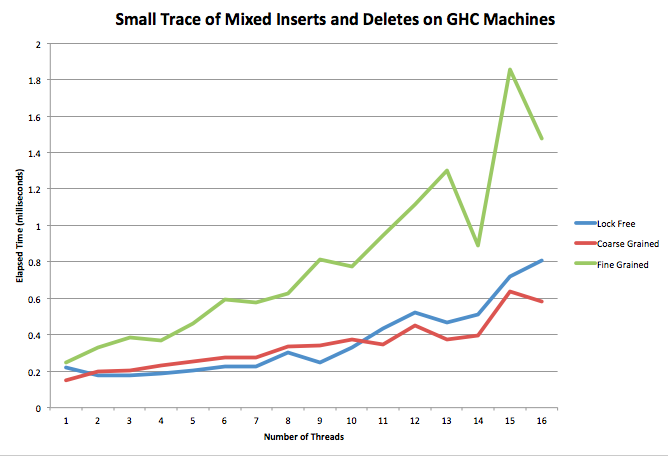 Small Trace of Mixed Inserts and Deletes on GHC Machines
2
1.8
1.6
1.4
1.2
1
0.8
0.6
0.4
0.2
0
Elapsed Time (milliseconds)
1 2 3 4 5 6 7 8 9 10 11 12 13 14 15 16
Number of Threads
Lock Free
Coarse Grained
Fine Grained